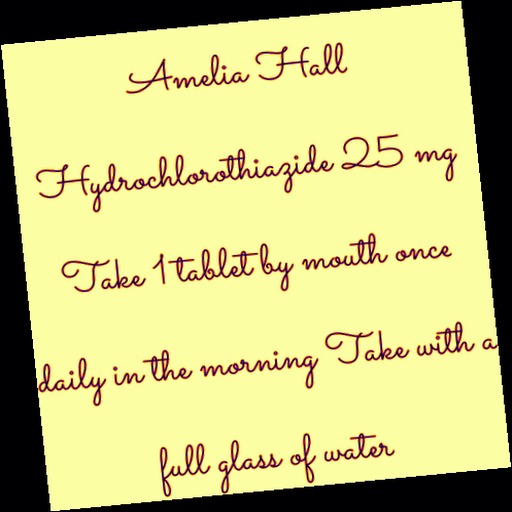 Amelia Hall
Hydrochlorothiazide 25 mg
Take 1 tablet by mouth once
daily in the morning Take with a
full glass of water